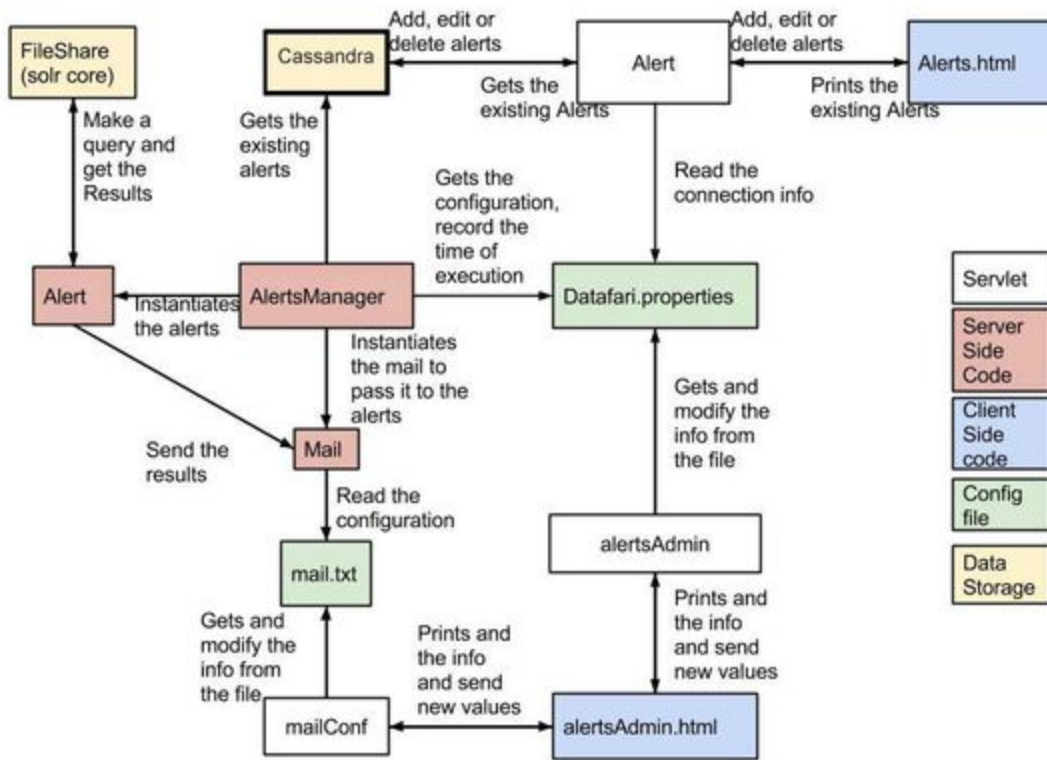 FileShare
(solr core)
Cassandra
Add, edit or
delete alerts
Gets the
existing Alerts
Alert
Add, edit or
delete alerts
Prints the
existing Alerts
Alerts.html
Make a
query and
get the
Results
Gets the
existing
alerts
Gets the
configuration,
record the
time of
execution
Read the
connection info
Alert
Instantiates
the alerts
AlertsManager
Datafari.properties
Servlet
Server
Side
Code
Client
Side
code
Config
file
Data
Storage
Instantiates
the mail to
pass it to the
alerts
Gets and
modify the
info from
the file
Send the
results
Mail
Read the
configuration
mail.txt
alertsAdmin
Gets and
modify the
info from
the file
Prints and
the info
and send
new values
Prints and
the info
and send
new values
mailConf
alertsAdmin.html